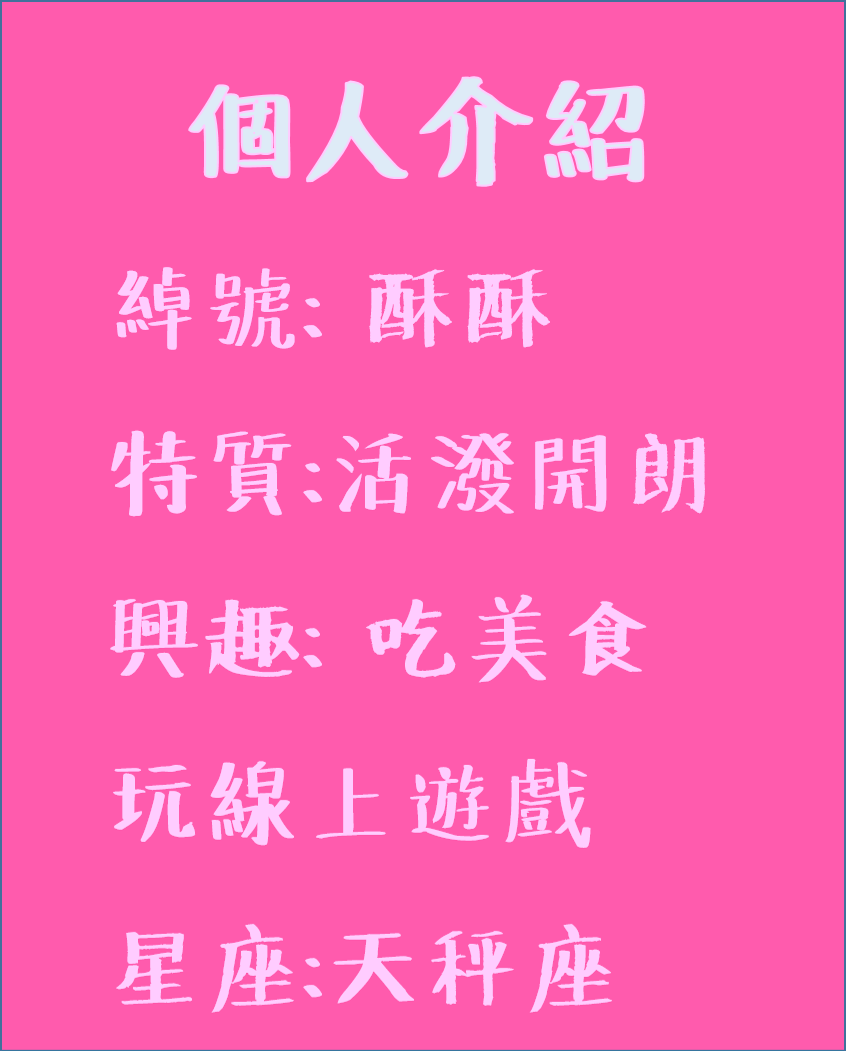 個人介紹
綽號: 酥酥
特質:活潑開朗
興趣: 吃美食
玩線上遊戲
星座:天秤座